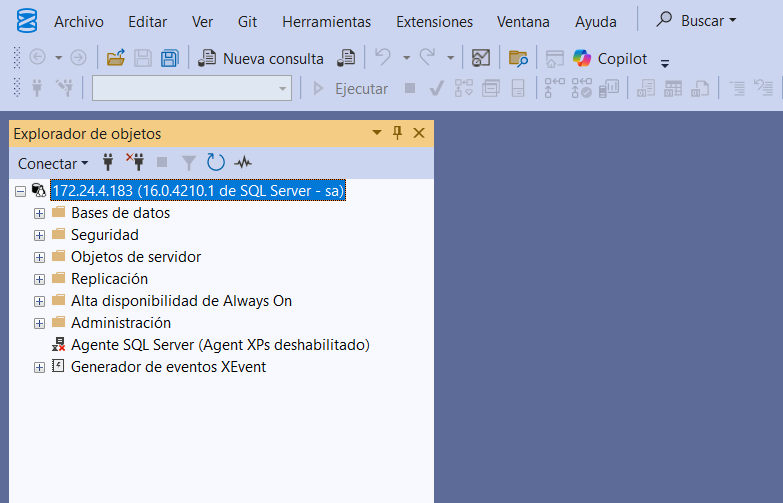 Archivo Editar Ver Git Herramientas Extensiones Ventana Ayuda Buscar
Nueva consulta Copilot
Ejecutar
Explorador de objetos
Conectar
172.24.4.183 (16.0.4210.1 de SQL Server - sa)
Bases de datos
Seguridad
Objetos de servidor
Replicación
Alta disponibilidad de Always On
Administración
Agente SQL Server (Agent XPs deshabilitado)
Generador de eventos XEvent